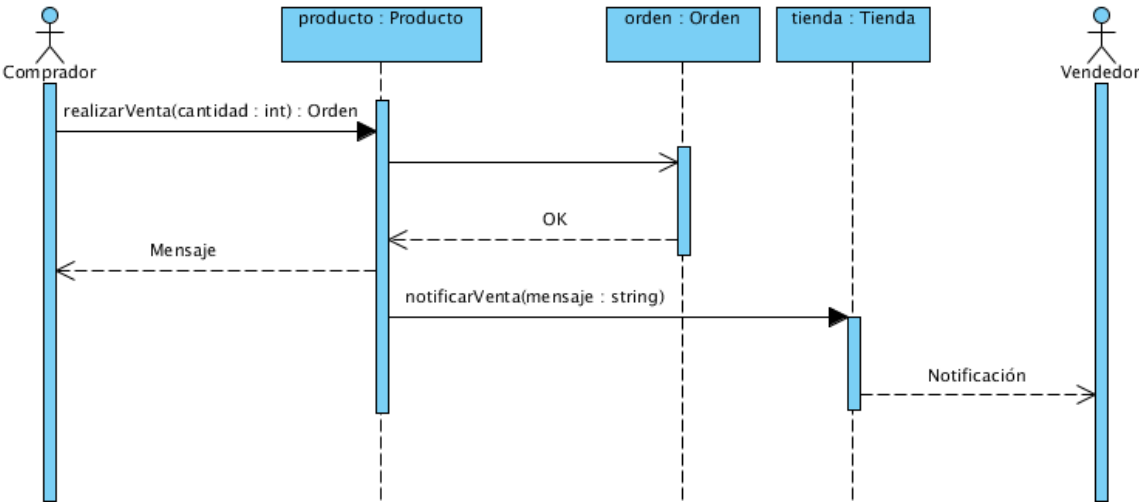 producto : Producto
orden : Orden
tienda : Tienda
Comprador
Vendedor
realizarVenta(cantidad : int) : Orden
OK
Mensaje
notificarVenta(mensaje : string)
Notificación